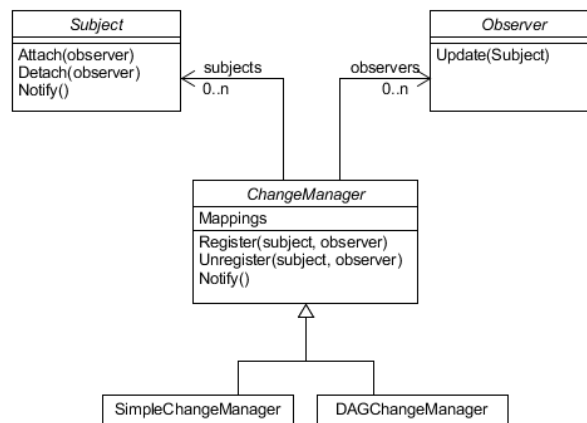 Subject
Attach(observer)
Detach(observer)
Notify()
Observer
Update(Subject)
subjects
0..n
observers
0..n
ChangeManager
Mappings
Register(subject, observer)
Unregister(subject, observer)
Notify()
SimpleChangeManager
DAGChangeManager